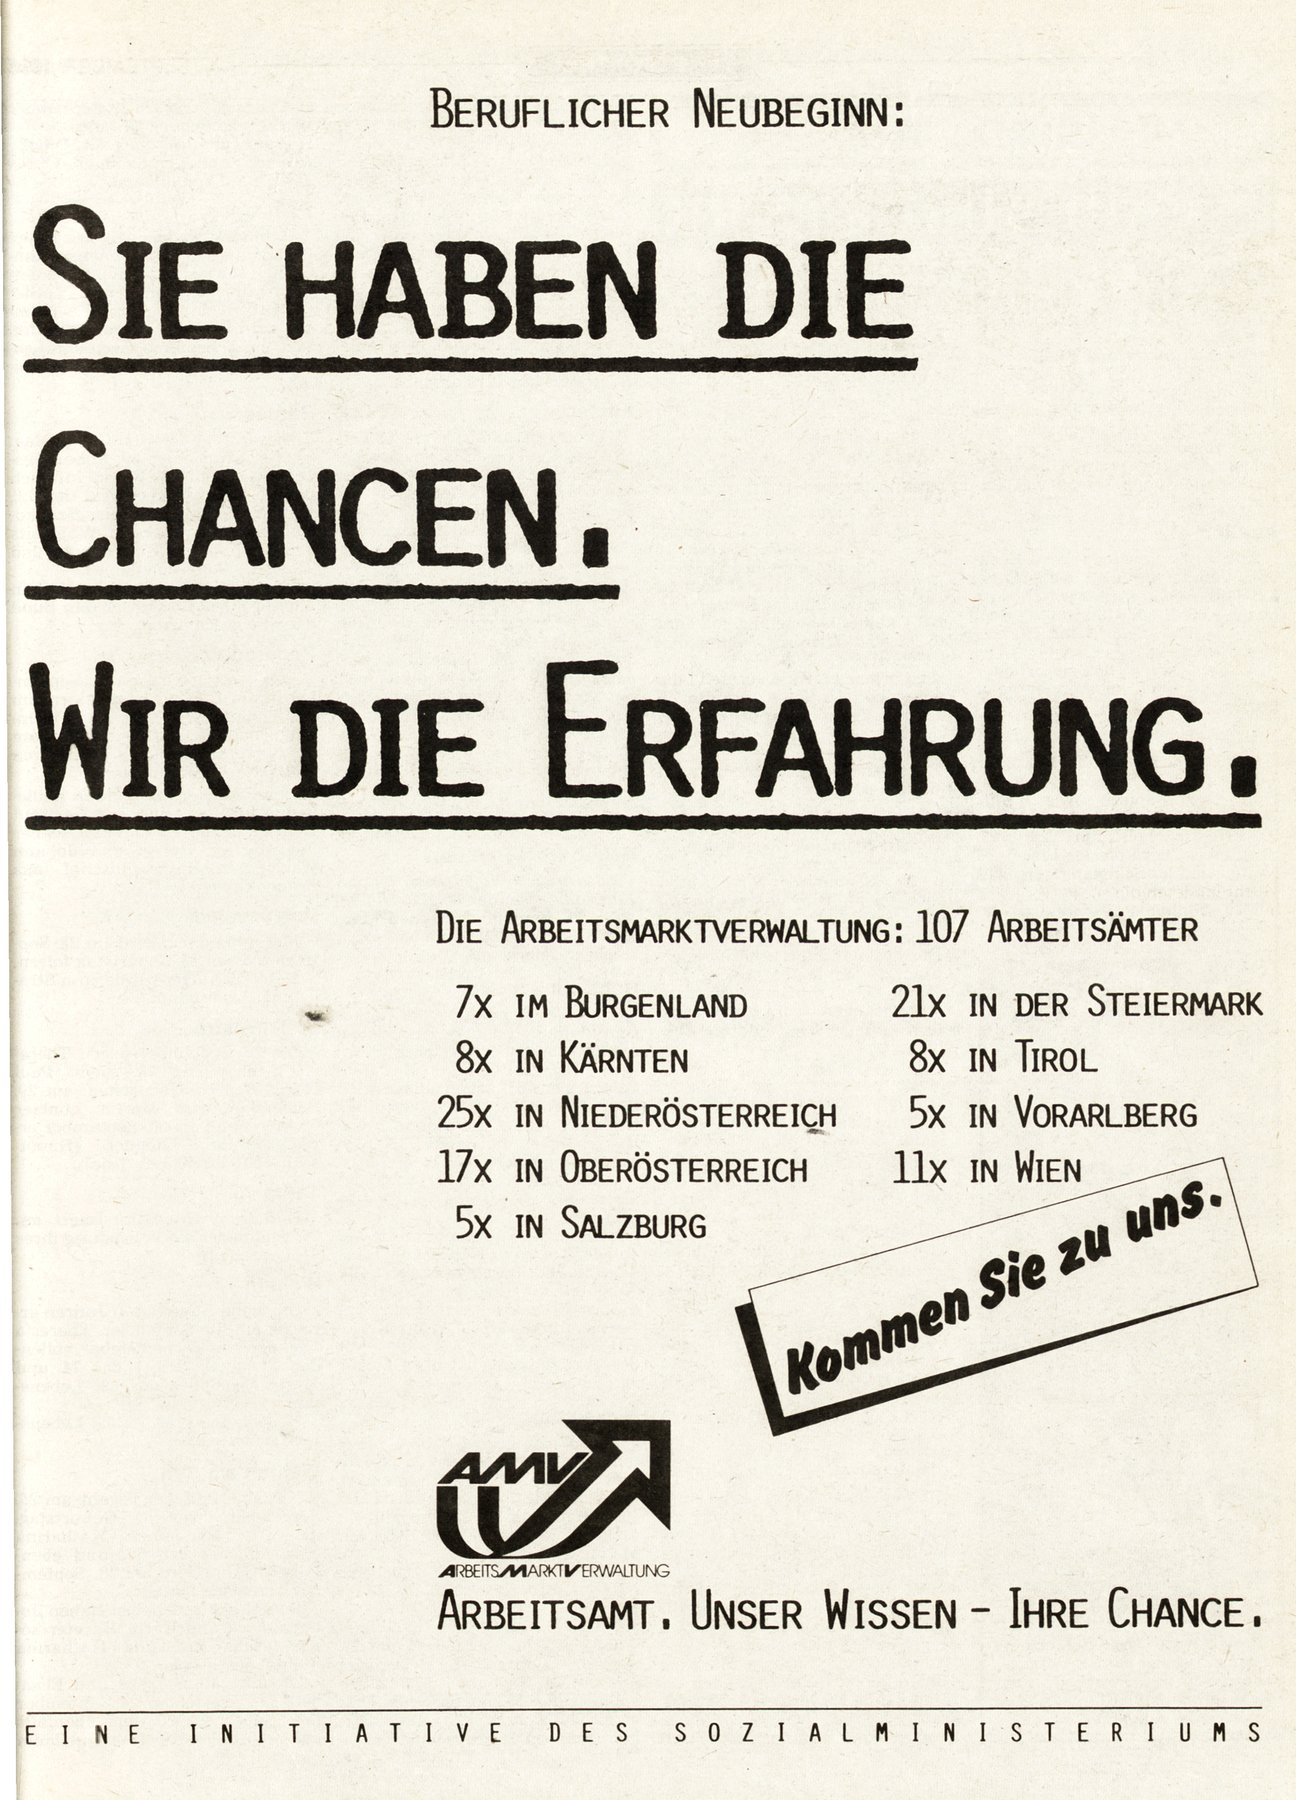 Beruflicher Neubeginn:
Sie haben die
Chancen.
Wir die Erfahrung.
Die Arbeitsmarktverwaltung: 107 Arbeitsämter
7x im Burgenland
8x in Kärnten
25x in Niederösterreich
17x in Oberösterreich
5x in Salzburg
21x in der Steiermark
8x in Tirol
5x in Vorarlberg
11x in Wien
Kommen Sie zu uns.
AMV
ArbeitsMarktVerwaltung
Arbeitsamt. Unser Wissen – Ihre Chance.
EINE INITIATIVE DES SOZIALMINISTERIUMS